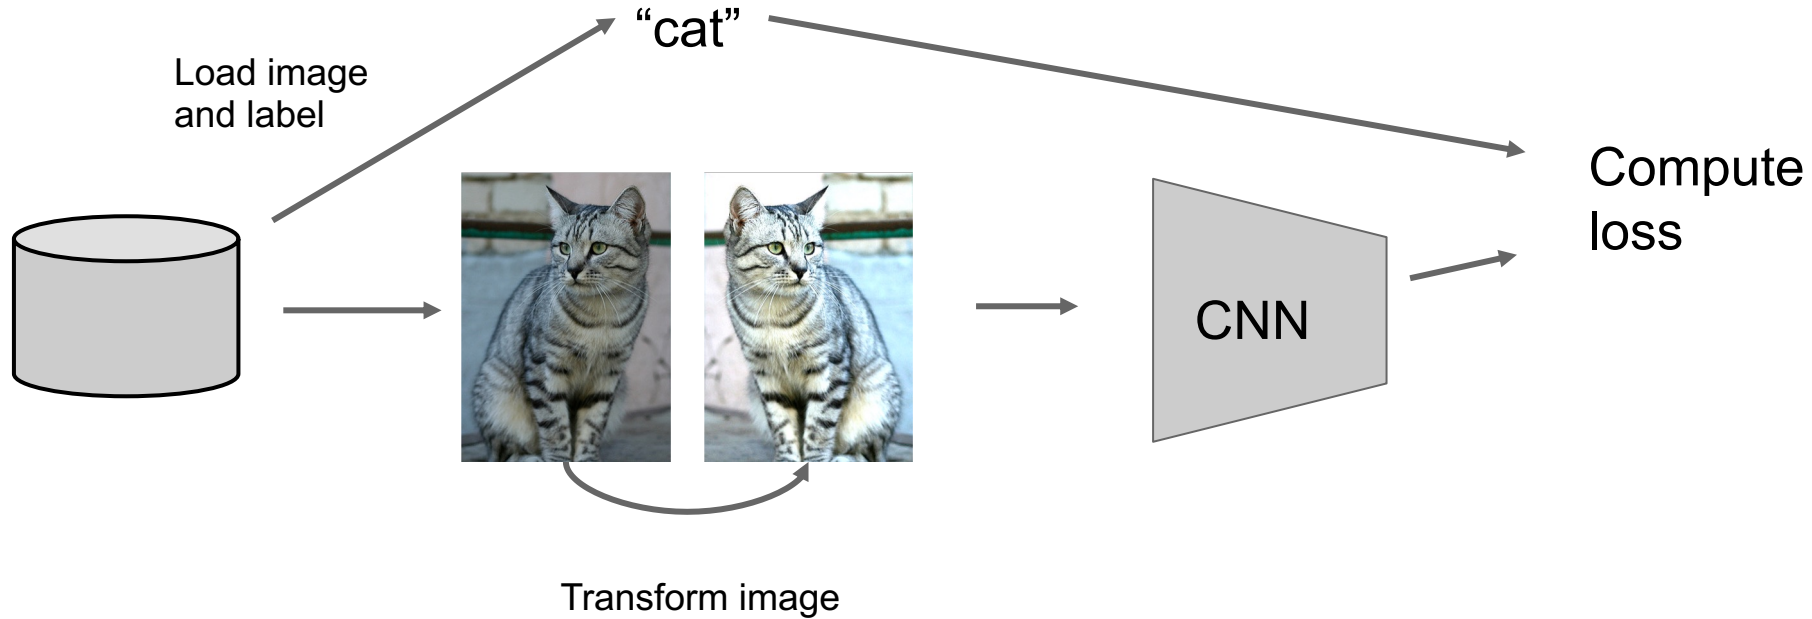 “cat”
Load image
and label
Compute
loss
CNN
Transform image